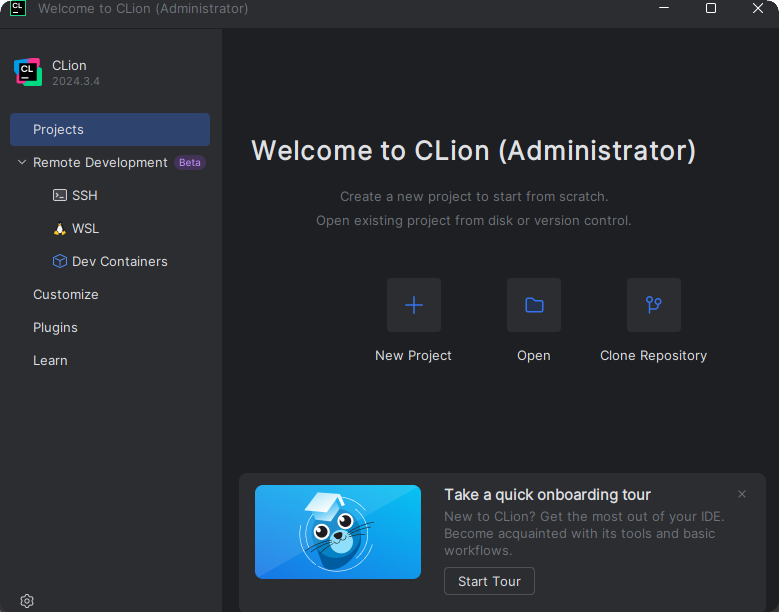 CL
Welcome to CLion (Administrator)
CL
CLion
2024.3.4
Projects
Remote Development Beta
SSH
WSL
Dev Containers
Customize
Plugins
Learn
Welcome to CLion (Administrator)
Create a new project to start from scratch.
Open existing project from disk or version control.
New Project
Open
Clone Repository
Take a quick onboarding tour
New to CLion? Get the most out of your IDE.
Become acquainted with its tools and basic
workflows.
Start Tour